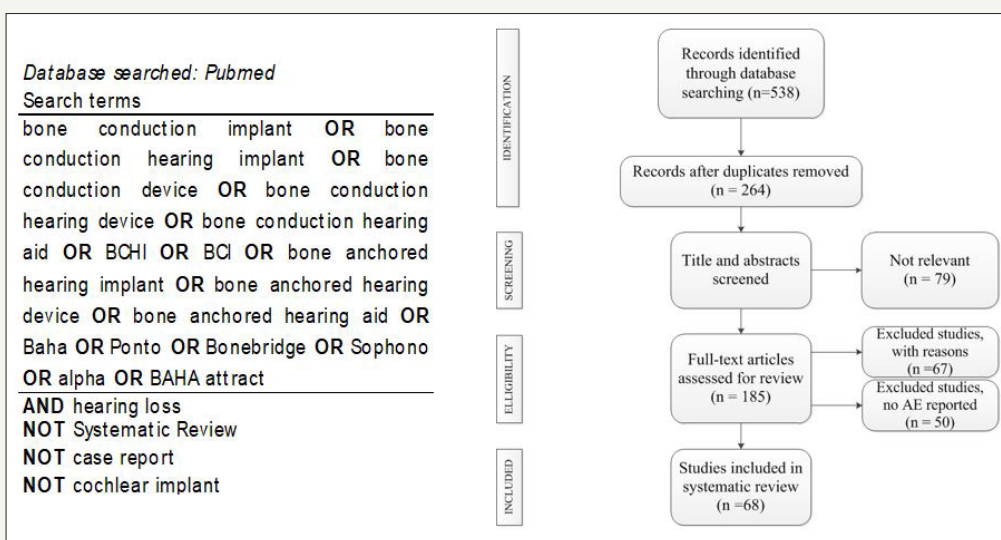 Database searched: Pubmed
Search terms
bone conduction implant OR bone
conduction hearing implant OR bone
conduction device OR bone conduction
hearing device OR bone conduction hearing
aid OR BCHI OR BCI OR bone anchored
hearing implant OR bone anchored hearing
device OR bone anchored hearing aid OR
Baha OR Ponto OR Bonebridge OR Sophono
OR alpha OR BAHA attract
AND hearing loss
NOT Systematic Review
NOT case report
NOT cochlear implant
IDENTIFICATION
Records identified
through database
searching (n=538)
Records after duplicates removed
(n = 264)
SCREENING
Title and abstracts
screened
Not relevant
(n = 79)
ELLIGIBILITY
Full-text articles
assessed for review
(n = 185)
Excluded studies,
with reasons
(n =67)
Excluded studies,
no AE reported
(n = 50)
INCLUDED
Studies included in
systematic review
(n =68)